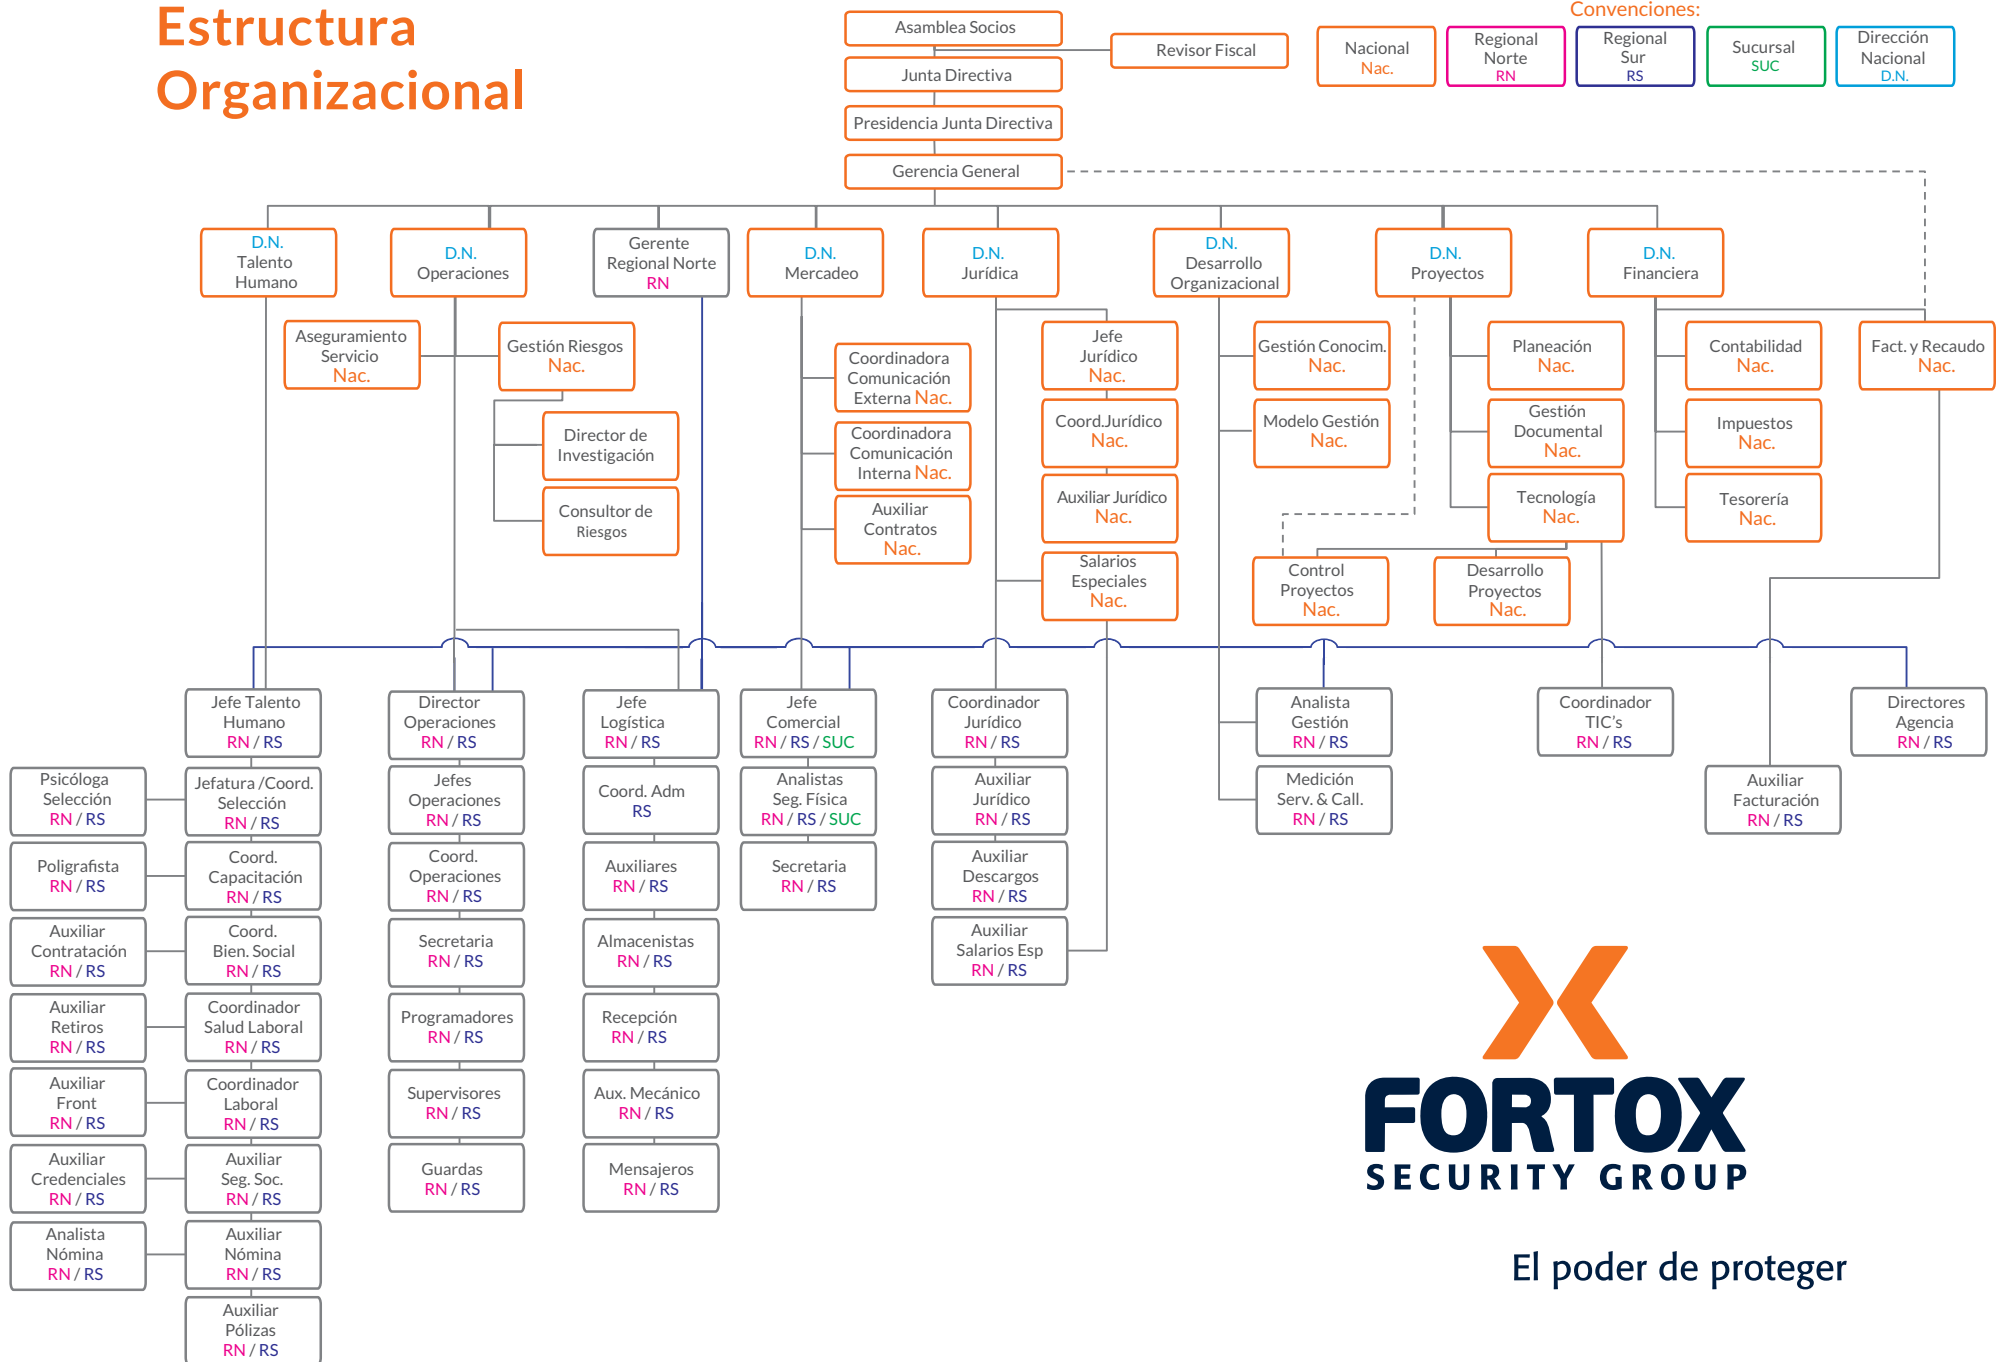 Estructura
Organizacional
Convenciones:
Nacional
Nac.
Regional
Norte
RN
Regional
Sur
RS
Sucursal
SUC
Dirección
Nacional
D.N.
Asamblea Socios
Revisor Fiscal
Junta Directiva
Presidencia Junta Directiva
Gerencia General
D.N.
Talento
Humano
D.N.
Operaciones
Gerente
Regional Norte
RN
D.N.
Mercadeo
D.N.
Jurídica
D.N.
Desarrollo
Organizacional
D.N.
Proyectos
D.N.
Financiera
Aseguramiento
Servicio
Nac.
Gestión Riesgos
Nac.
Director de
Investigación
Consultor de
Riesgos
Coordinadora
Comunicación
Externa Nac.
Coordinadora
Comunicación
Interna Nac.
Auxiliar
Contratos
Nac.
Jefe
Jurídico
Nac.
Coord.Jurídico
Nac.
Auxiliar Jurídico
Nac.
Salarios
Especiales
Nac.
Gestión Conocim.
Nac.
Modelo Gestión
Nac.
Planeación
Nac.
Gestión
Documental
Nac.
Tecnología
Nac.
Control
Proyectos
Nac.
Desarrollo
Proyectos
Nac.
Contabilidad
Nac.
Impuestos
Nac.
Tesorería
Nac.
Fact. y Recaudo
Nac.
Jefe Talento
Humano
RN / RS
Director
Operaciones
RN / RS
Jefe
Logística
RN / RS
Jefe
Comercial
RN / RS / SUC
Coordinador
Jurídico
RN / RS
Analista
Gestión
RN / RS
Coordinador
TIC's
RN / RS
Directores
Agencia
RN / RS
Psicóloga
Selección
RN / RS
Jefatura /Coord.
Selección
RN / RS
Jefes
Operaciones
RN / RS
Coord. Adm
RS
Analistas
Seg. Física
RN / RS / SUC
Auxiliar
Jurídico
RN / RS
Medición
Serv. & Call.
RN / RS
Auxiliar
Facturación
RN / RS
Poligrafista
RN / RS
Coord.
Capacitación
RN / RS
Coord.
Operaciones
RN / RS
Auxiliares
RN / RS
Secretaria
RN / RS
Auxiliar
Descargos
RN / RS
Auxiliar
Contratación
RN / RS
Coord.
Bien. Social
RN / RS
Secretaria
RN / RS
Almacenistas
RN / RS
Auxiliar
Salarios Esp
RN / RS
Auxiliar
Retiros
RN / RS
Coordinador
Salud Laboral
RN / RS
Programadores
RN / RS
Recepción
RN / RS
Auxiliar
Front
RN / RS
Coordinador
Laboral
RN / RS
Supervisores
RN / RS
Aux. Mecánico
RN / RS
Auxiliar
Credenciales
RN / RS
Auxiliar
Seg. Soc.
RN / RS
Guardas
RN / RS
Mensajeros
RN / RS
Analista
Nómina
RN / RS
Auxiliar
Nómina
RN / RS
Auxiliar
Pólizas
RN / RS
FORTOX
SECURITY GROUP
El poder de proteger